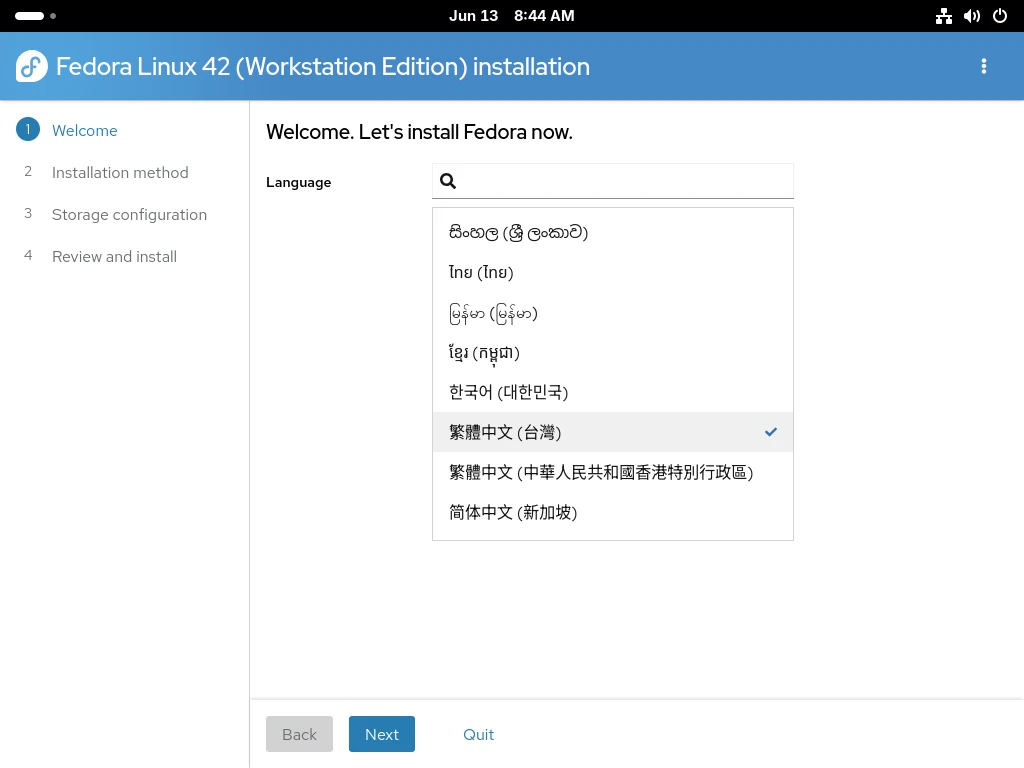 Jun 13 8:44 AM
Fedora Linux 42 (Workstation Edition) installation
1 Welcome
2 Installation method
3 Storage configuration
4 Review and install
Welcome. Let's install Fedora now.
Language
සිංහල (ශ්‍රී ලංකාව)
ไทย (ไทย)
မြန်မာ (မြန်မာ)
ខ្មែរ (កម្ពុជា)
한국어 (대한민국)
繁體中文 (台灣)
繁體中文 (中華人民共和國香港特別行政區)
简体中文 (新加坡)
Back Next Quit